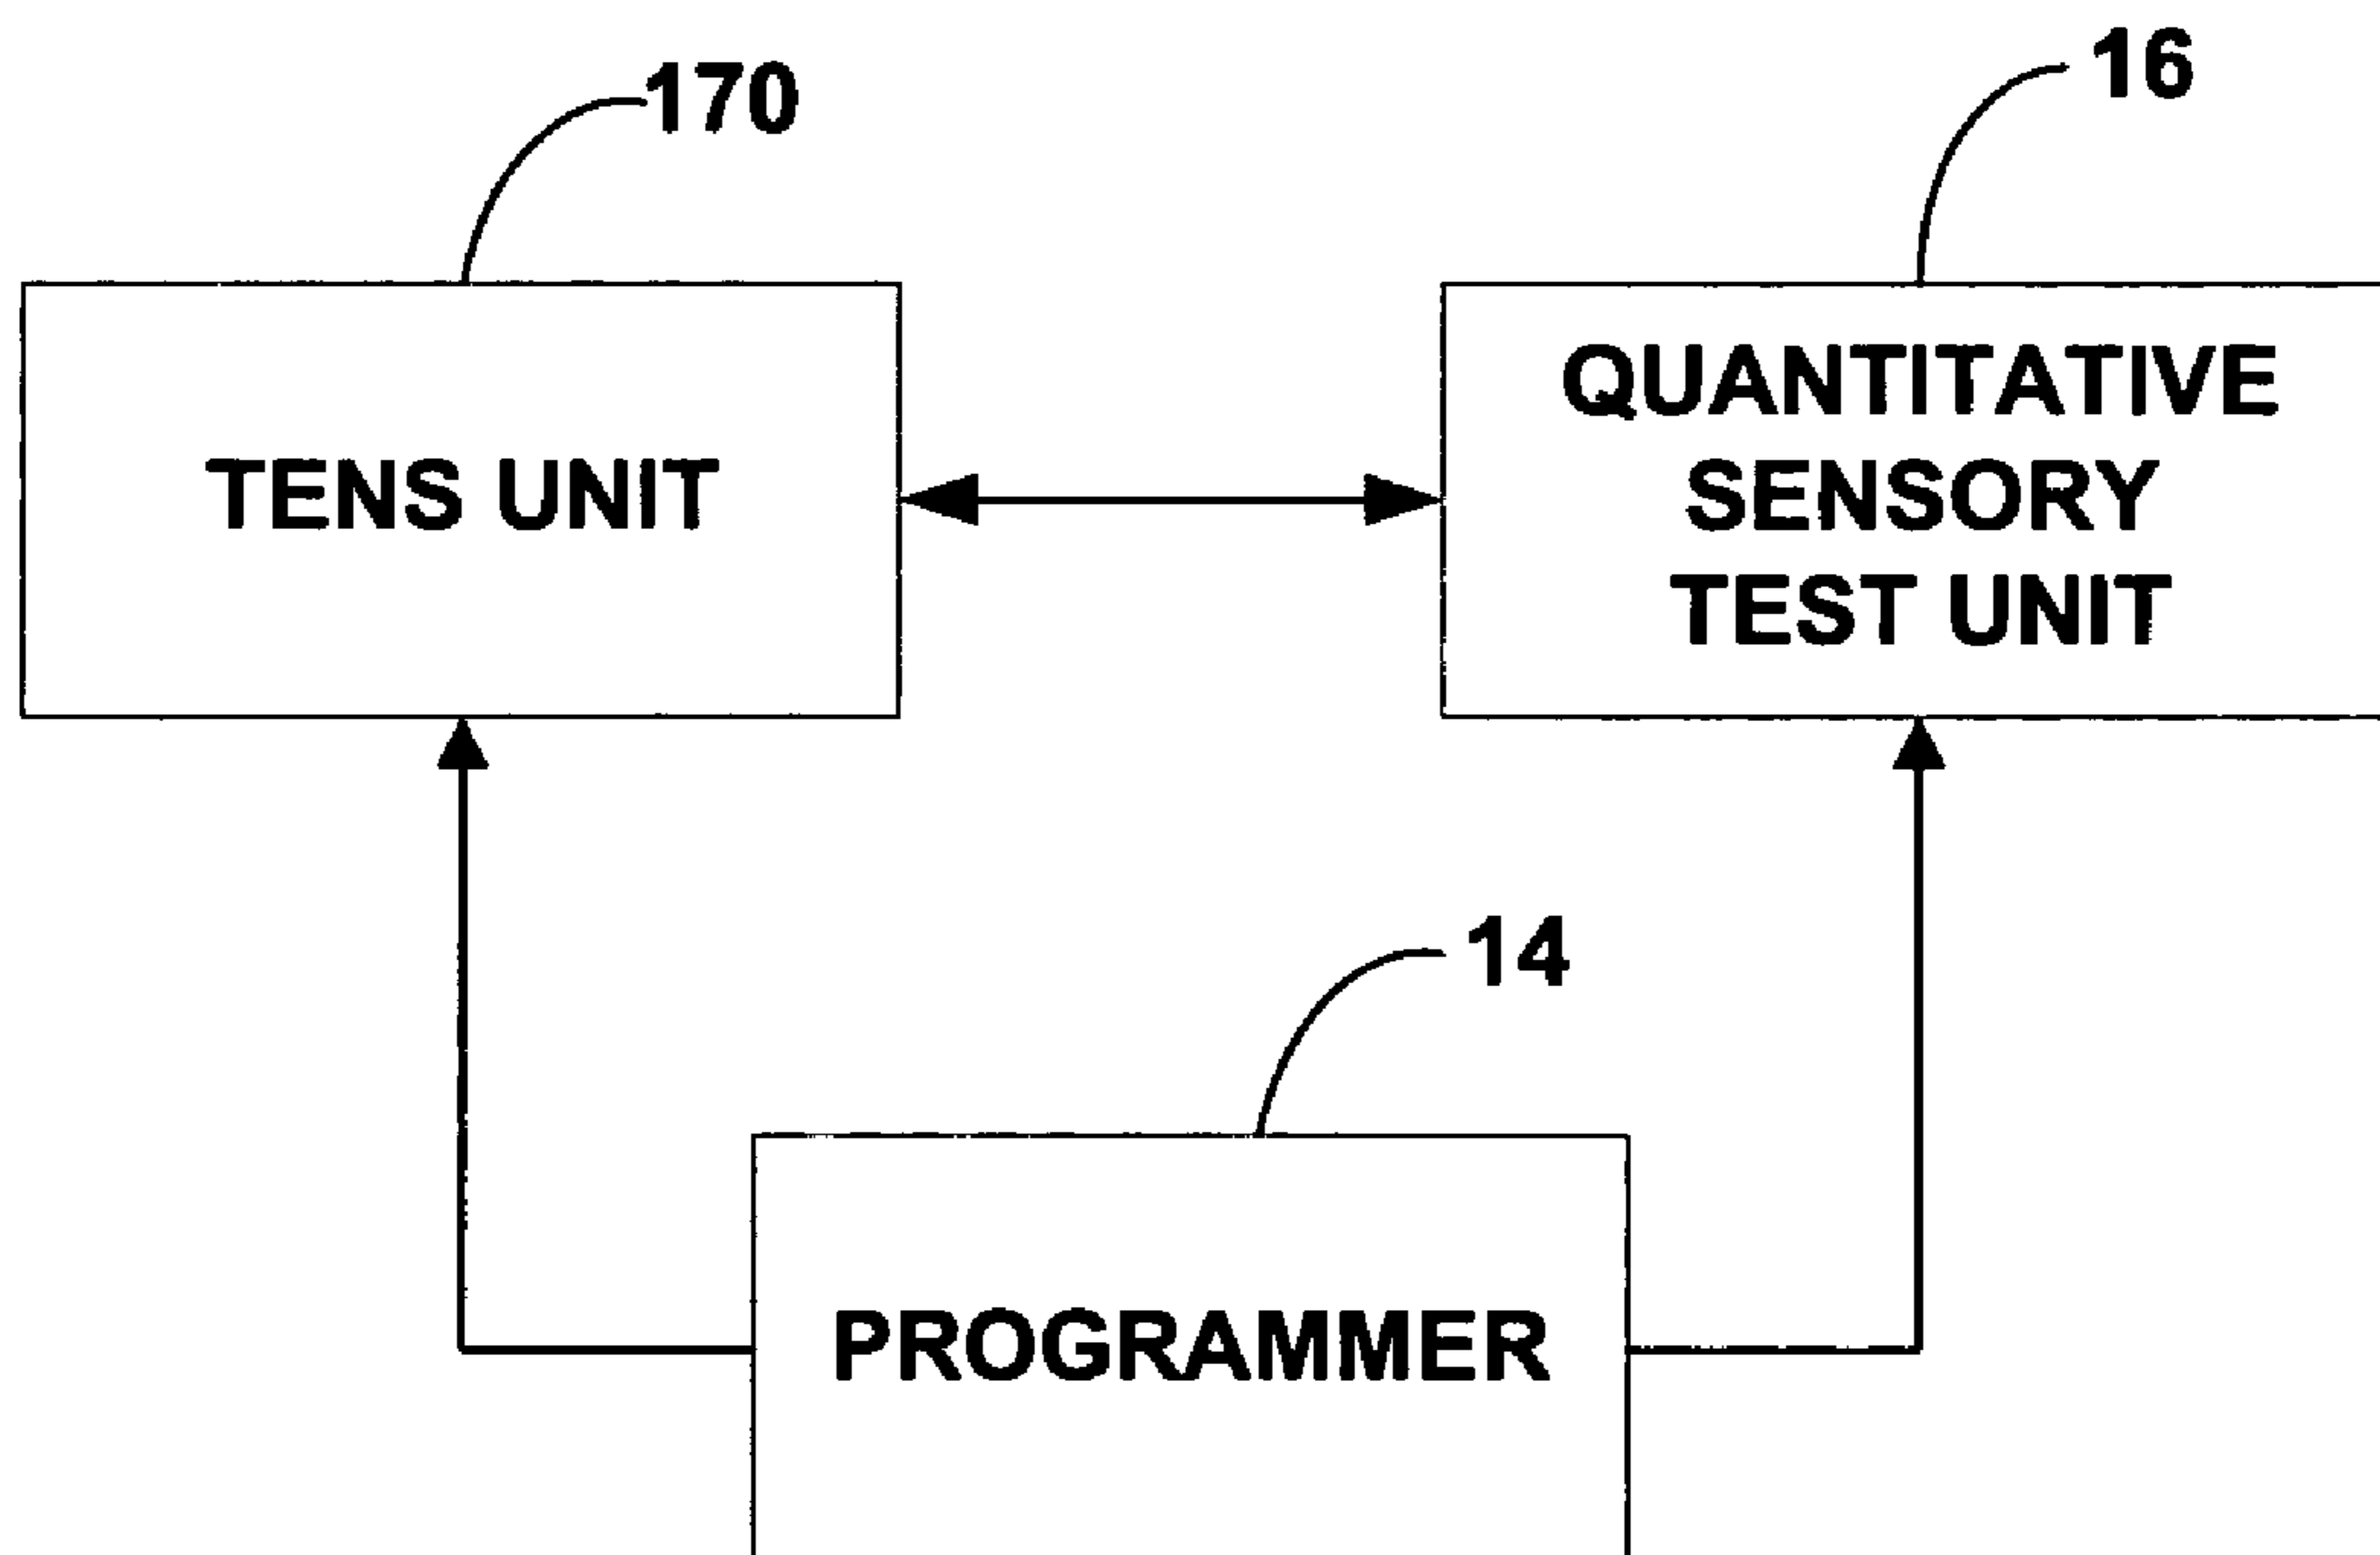 170
16
TENS UNIT
QUANTITATIVE
SENSORY
TEST UNIT
14
PROGRAMMER